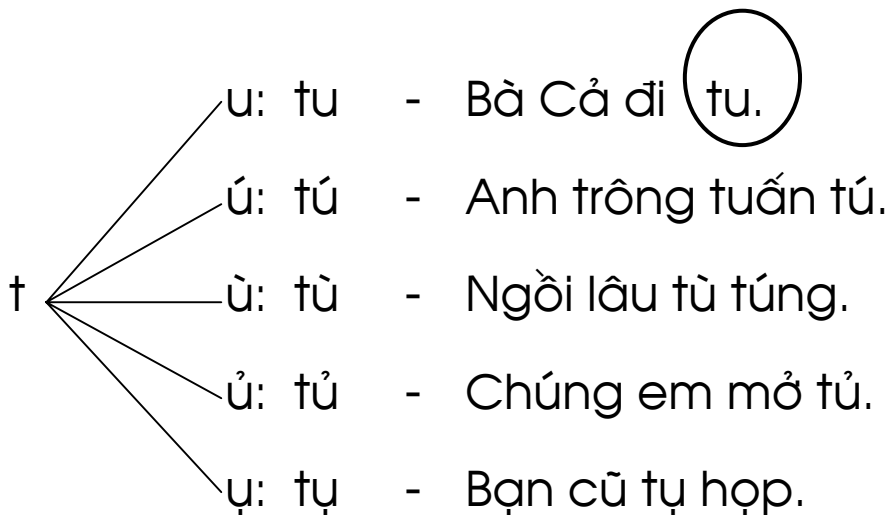 u: tu - Bà Cả đi tu.
ú: tú - Anh trông tuấn tú.
t ù: tù - Ngồi lâu tù túng.
ủ: tủ - Chúng em mở tủ.
ụ: tụ - Bạn cũ tụ họp.